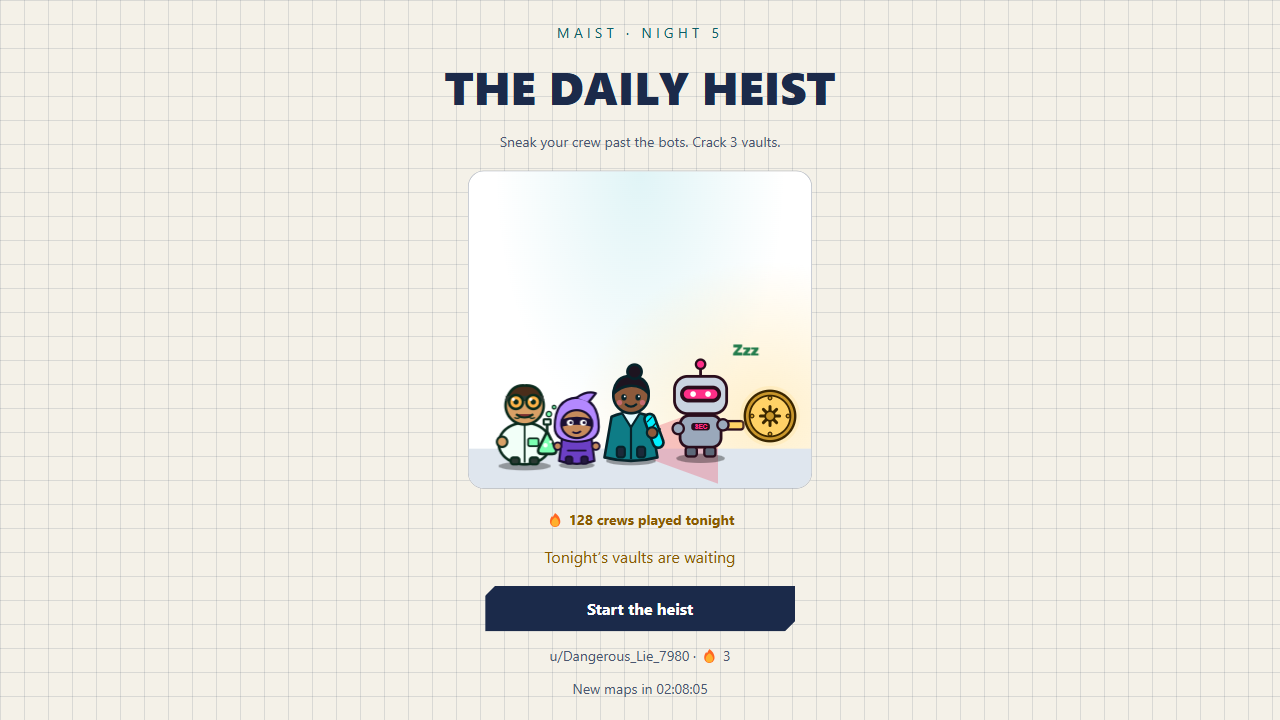 MAIST · NIGHT 5
THE DAILY HEIST
Sneak your crew past the bots. Crack 3 vaults.
Zzz
SEC
🔥 128 crews played tonight
Tonight's vaults are waiting
Start the heist
u/Dangerous_Lie_7980 · 🔥 3
New maps in 02:08:05